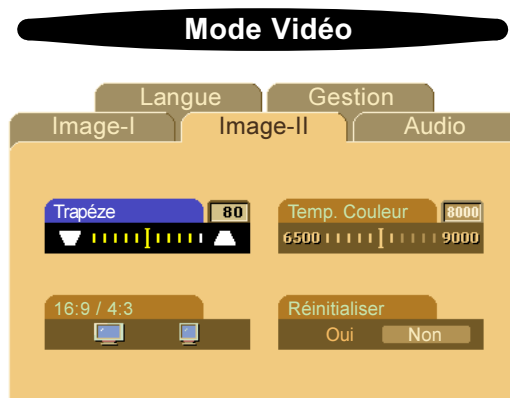 Mode Vidéo
Langue Gestion
Image-I Image-II Audio
Trapéze 80
Temp. Couleur 8000
6500 9000
16:9 / 4:3
Réinitialiser
Oui Non